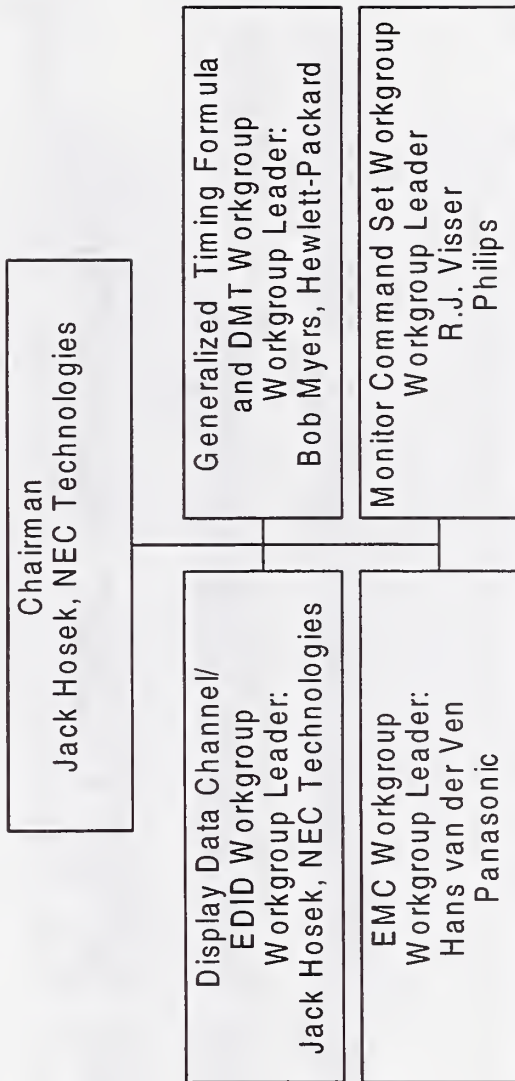 Chairman
Jack Hosek, NEC Technologies
Display Data Channel/
EDID Workgroup
Workgroup Leader:
Jack Hosek, NEC Technologies
Generalized Timing Formula
and DMT Workgroup
Workgroup Leader:
Bob Myers, Hewlett-Packard
EMC Workgroup
Workgroup Leader:
Hans van der Ven
Panasonic
Monitor Command Set Workgroup
Workgroup Leader
R.J. Visser
Philips